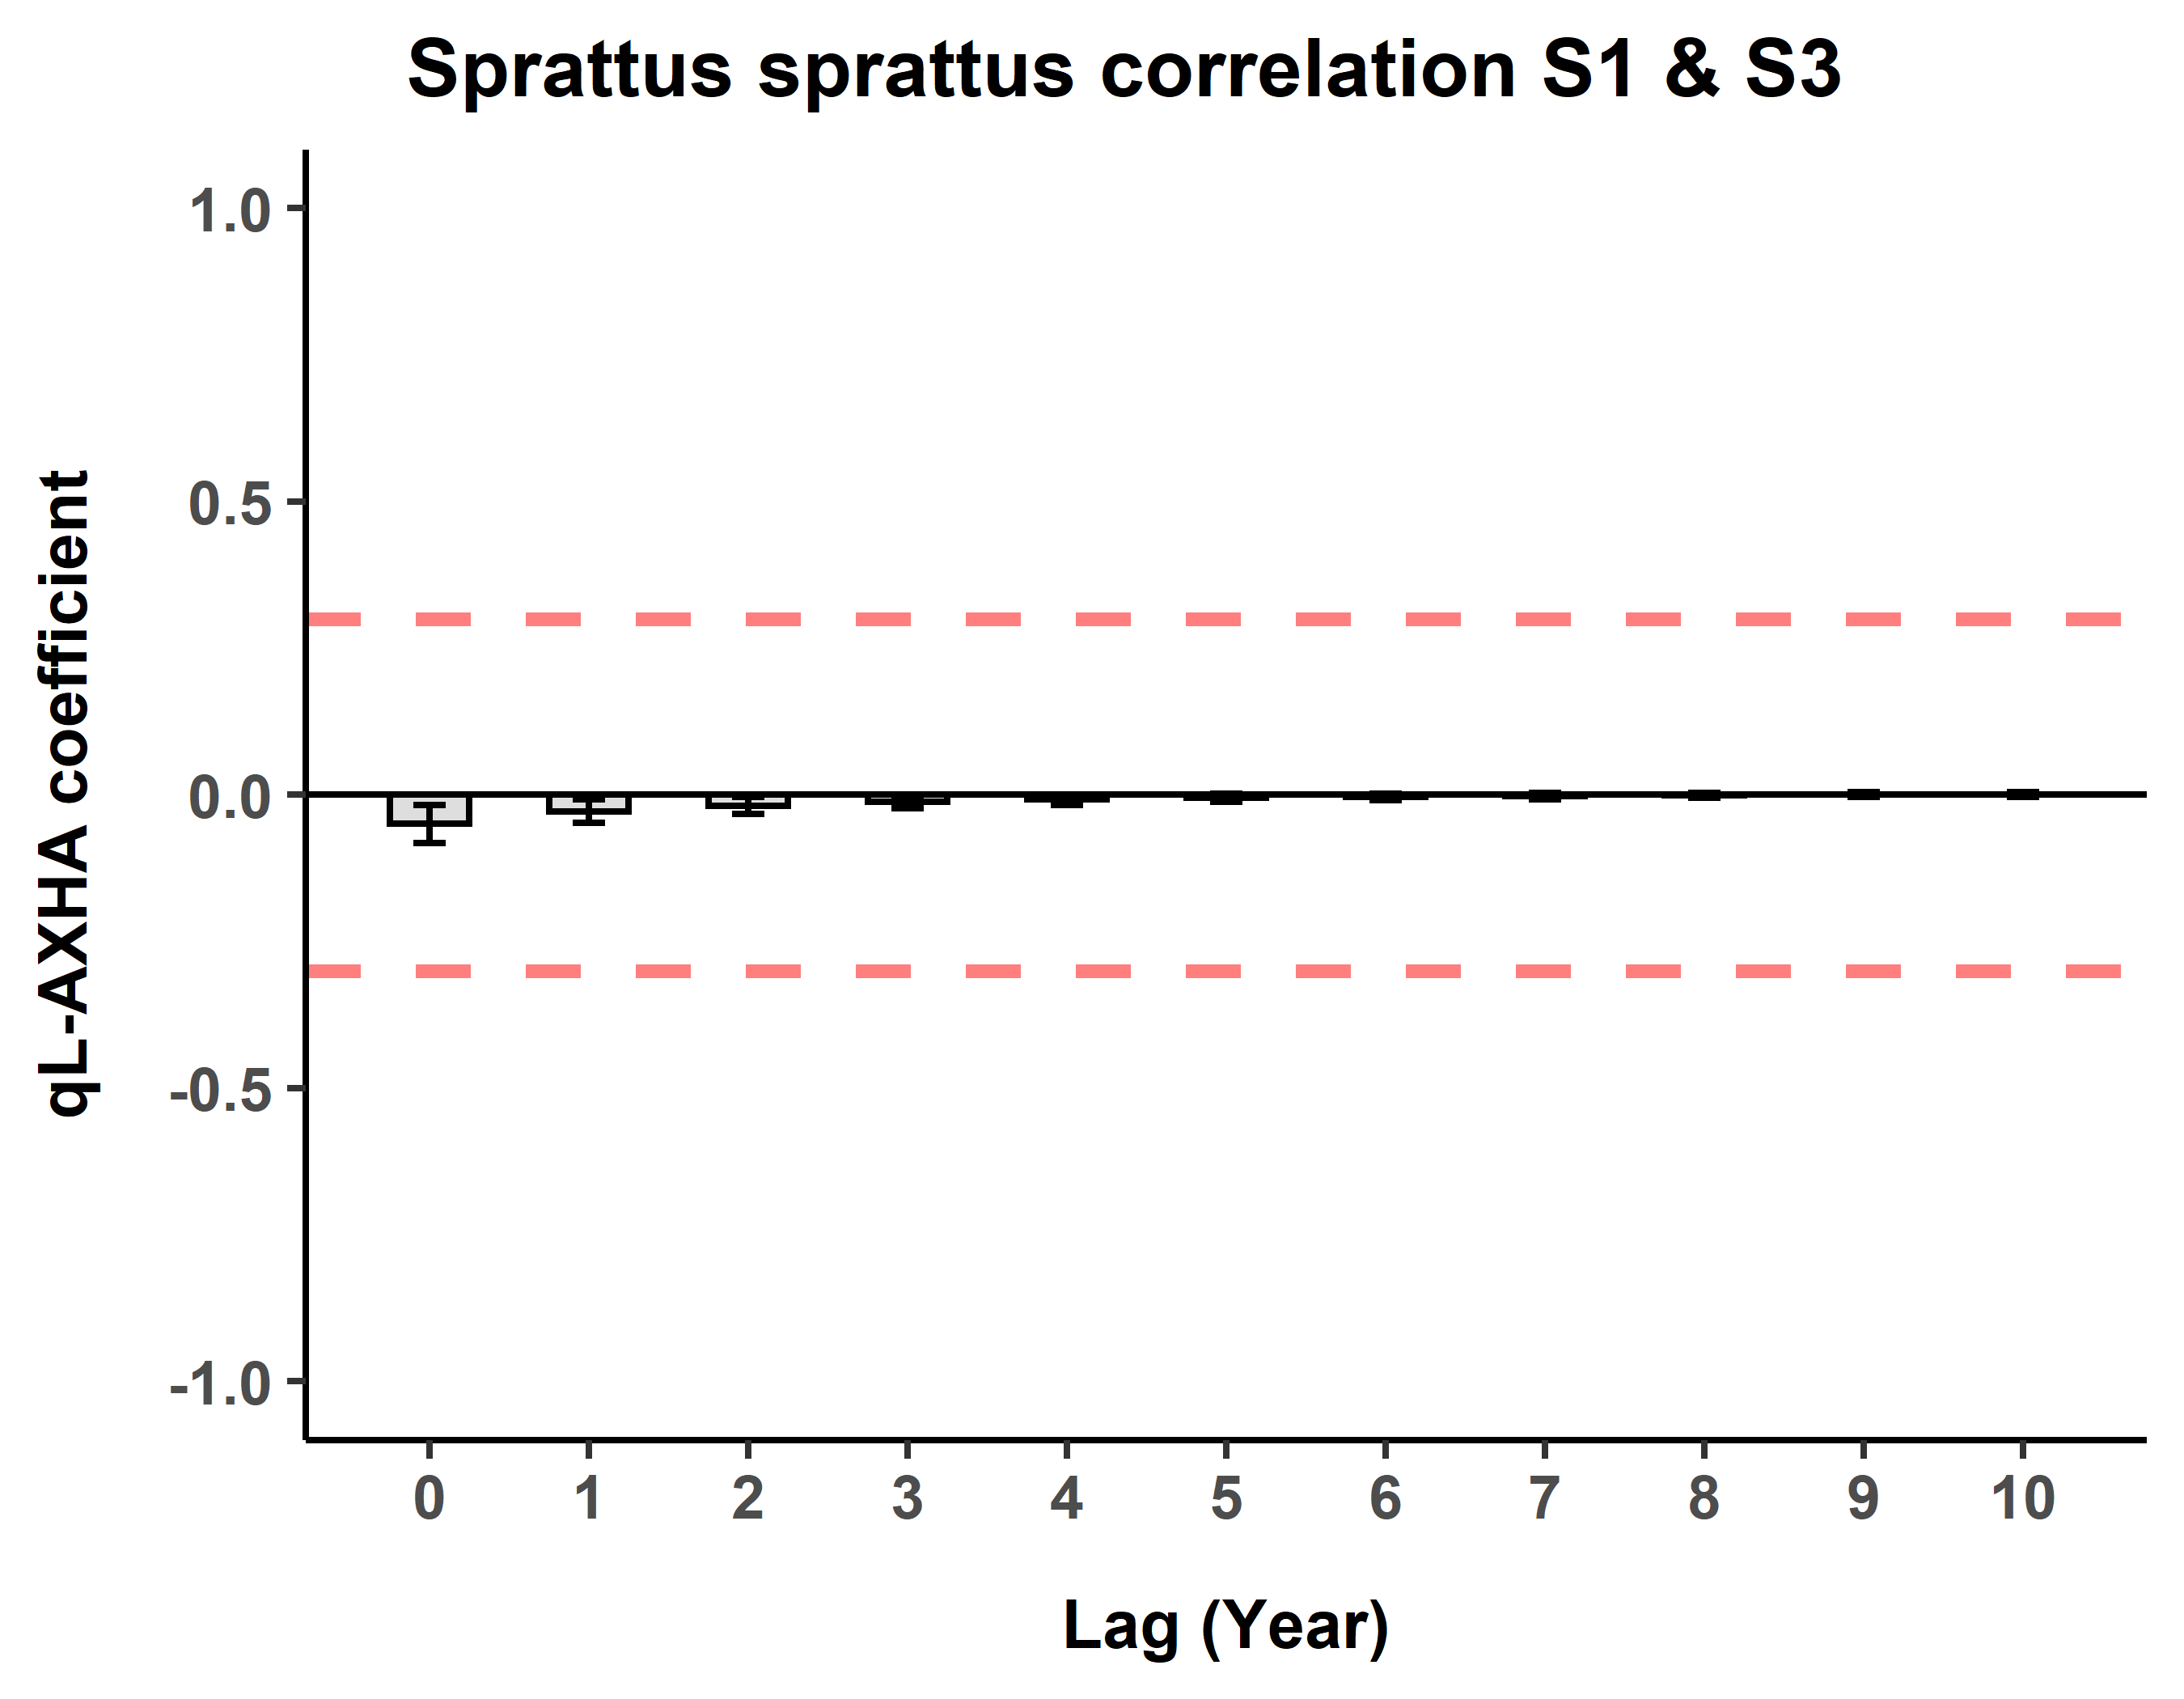 Sprattus sprattus correlation S1 & S3
qL-AXHA coefficient
1.0
0.5
0.0
-0.5
-1.0
0 1 2 3 4 5 6 7 8 9 10
Lag (Year)